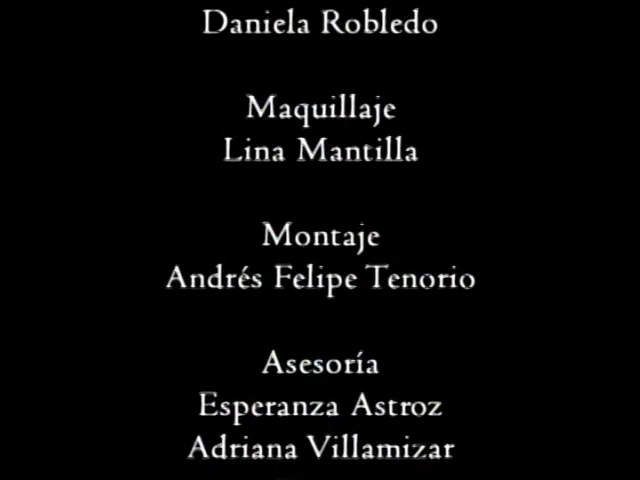 Daniela Robledo
Maquillaje
Lina Mantilla
Montaje
Andrés Felipe Tenorio
Asesoría
Esperanza Astroz
Adriana Villamizar